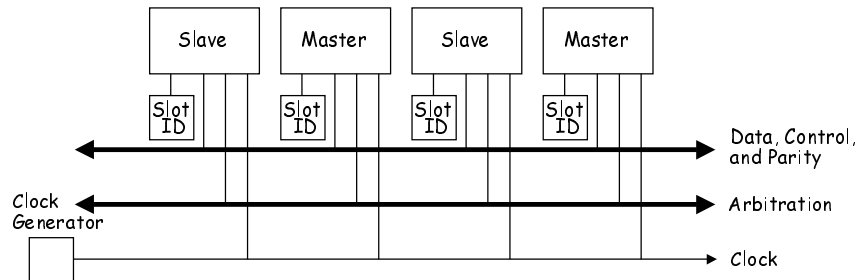 Slave
Master
Slave
Master
Slot
ID
Slot
ID
Slot
ID
Slot
ID
Data, Control,
and Parity
Clock
Generator
Arbitration
Clock